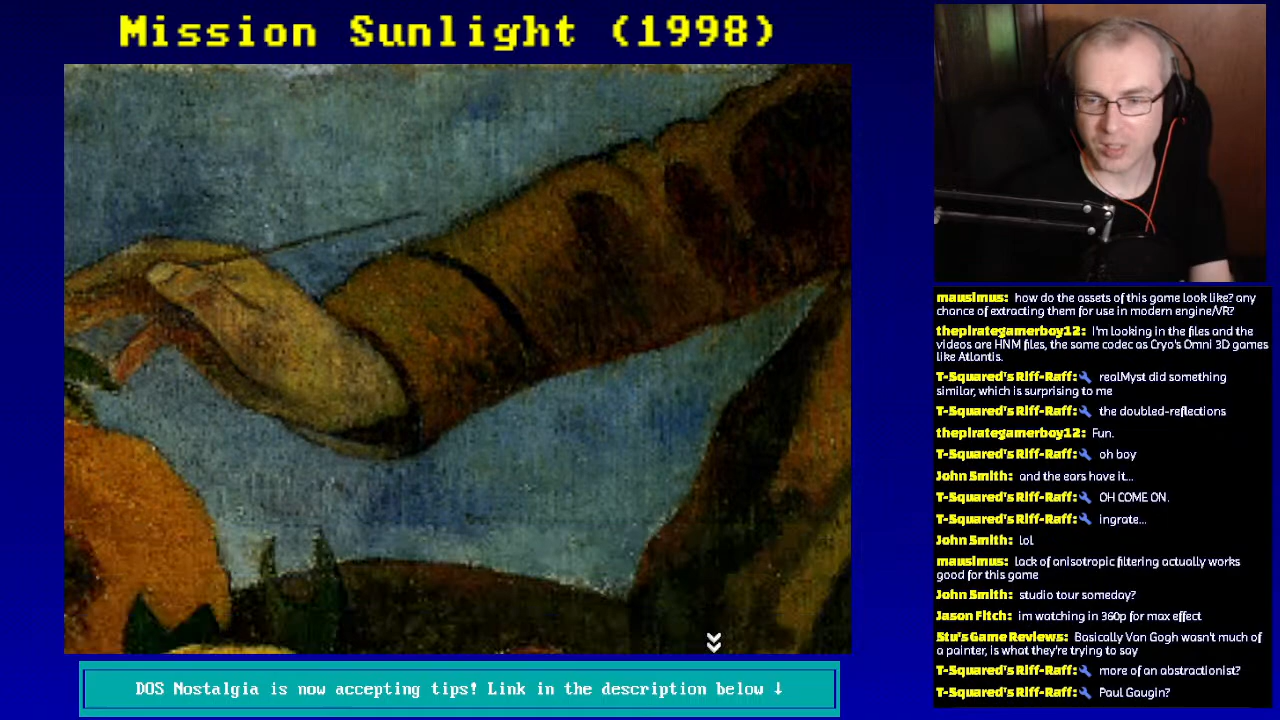 Mission Sunlight (1998)
mausimus: how do the assets of this game look like? any
chance of extracting them for use in modern engine/VR?
thepirategamerboy12: I'm looking in the files and the
videos are HNM files, the same codec as Cryo's Omni 3D games
like Atlantis.
T-Squared's Riff-Raff: realMyst did something
similar, which is surprising to me
T-Squared's Riff-Raff: the doubled-reflections
thepirategamerboy12: Fun.
T-Squared's Riff-Raff: oh boy
John Smith: and the ears have it...
T-Squared's Riff-Raff: OH COME ON.
T-Squared's Riff-Raff: ingrate...
John Smith: lol
mausimus: lack of anisotropic filtering actually works
good for this game
John Smith: studio tour someday?
Jason Fitch: im watching in 360p for max effect
Stu's Game Reviews: Basically Van Gogh wasn't much of
a painter, is what they're trying to say
T-Squared's Riff-Raff: more of an abstractionist?
T-Squared's Riff-Raff: Paul Gaugin?
DOS Nostalgia is now accepting tips! Link in the description below ↓